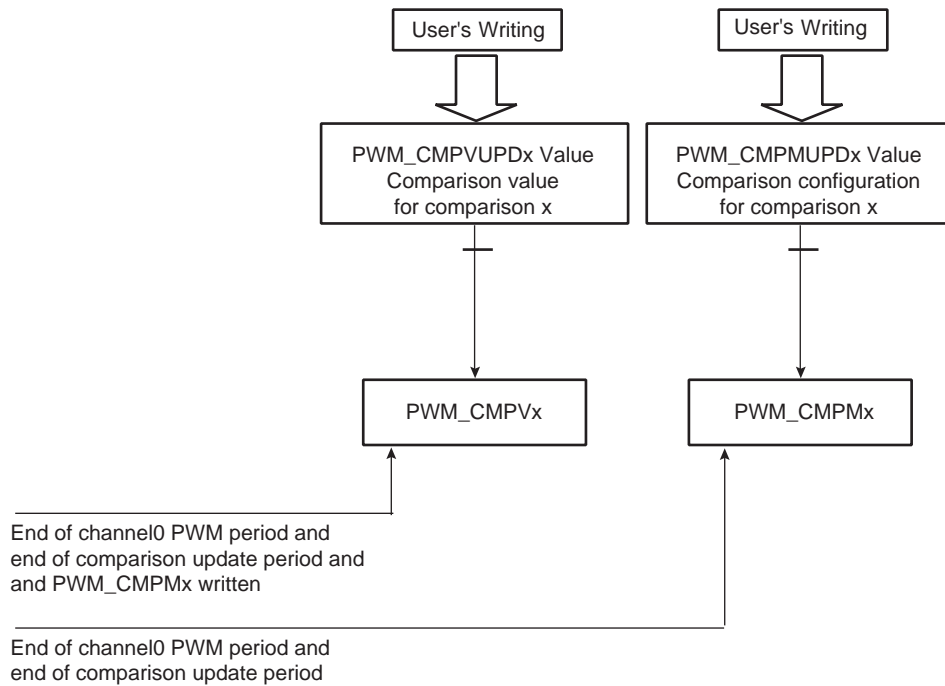 User's Writing
User's Writing
PWM_CMPVUPDx Value
Comparison value
for comparison x
PWM_CMPMUPDx Value
Comparison configuration
for comparison x
PWM_CMPVx
PWM_CMPMx
End of channel0 PWM period and
end of comparison update period and
and PWM_CMPMx written
End of channel0 PWM period and
end of comparison update period